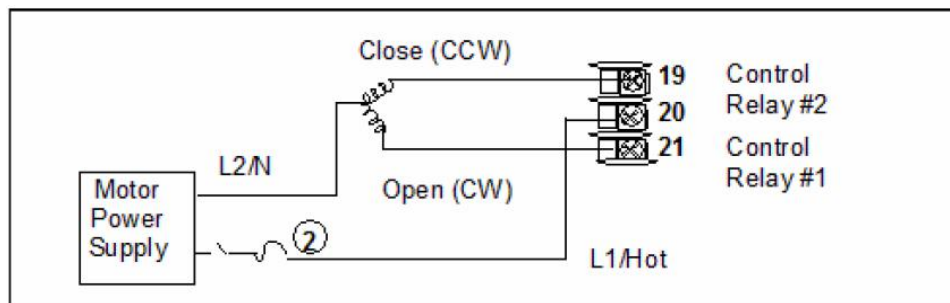 Close (CCW)
19 Control
Relay #2
20
21 Control
Relay #1
L2/N
Open (CW)
Motor
Power
Supply
2
L1/Hot